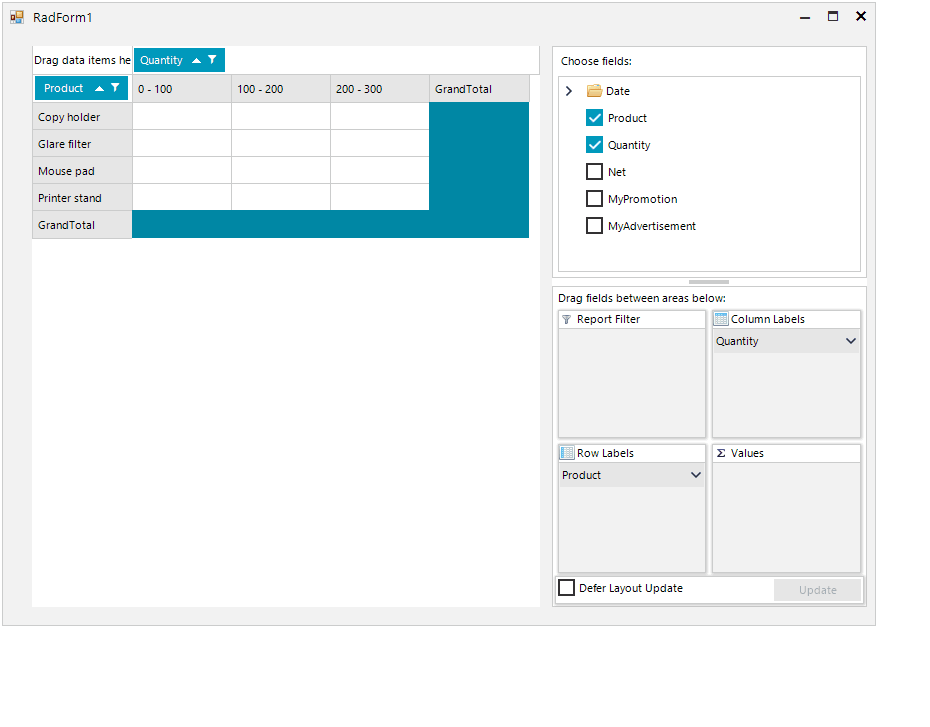 RadForm1
Drag data items he
Quantity
Product
0 - 100
100 - 200
200 - 300
GrandTotal
Copy holder
Glare filter
Mouse pad
Printer stand
GrandTotal
Choose fields:
Date
Product
Quantity
Net
MyPromotion
MyAdvertisement
Drag fields between areas below:
Report Filter
Column Labels
Quantity
Row Labels
Σ Values
Product
Defer Layout Update
Update